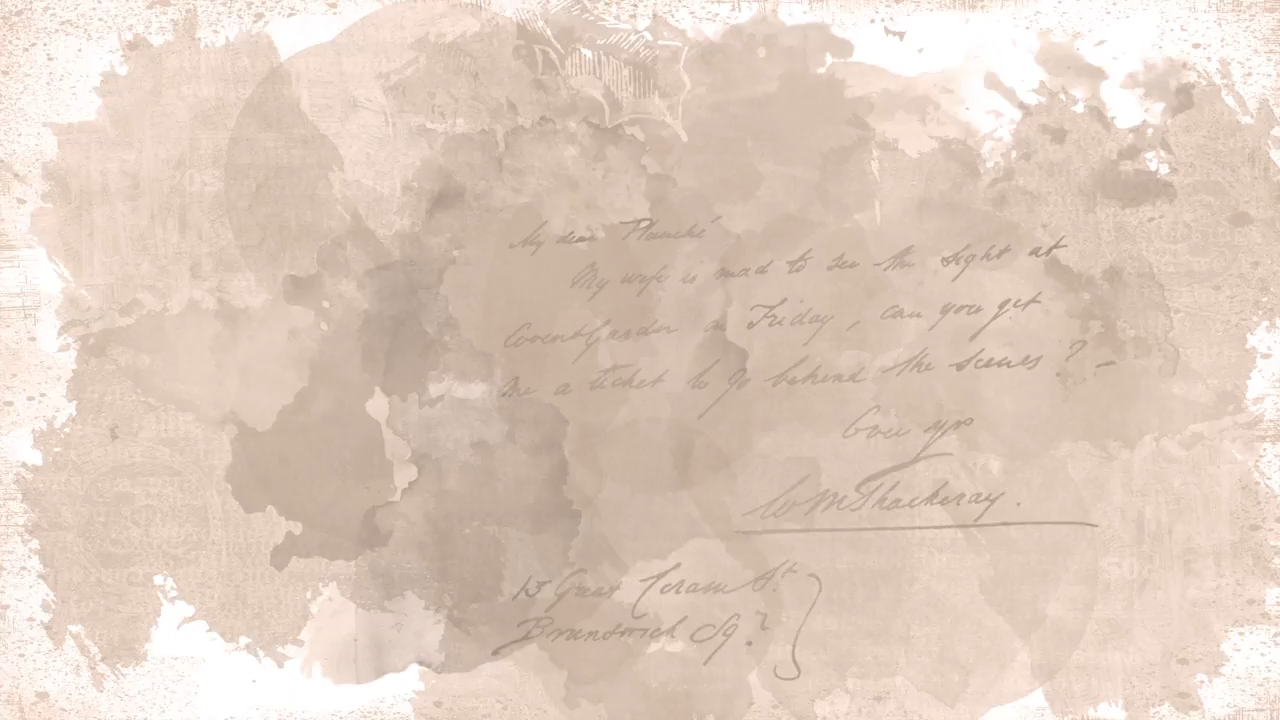 My dear Planché
My wife is mad to see the sight at
Covent Garden on Friday, can you get
me a ticket to go behind the scenes? –
Ever yrs
W M Thackeray.
13 Great Coram St.
Brunswick Sq.